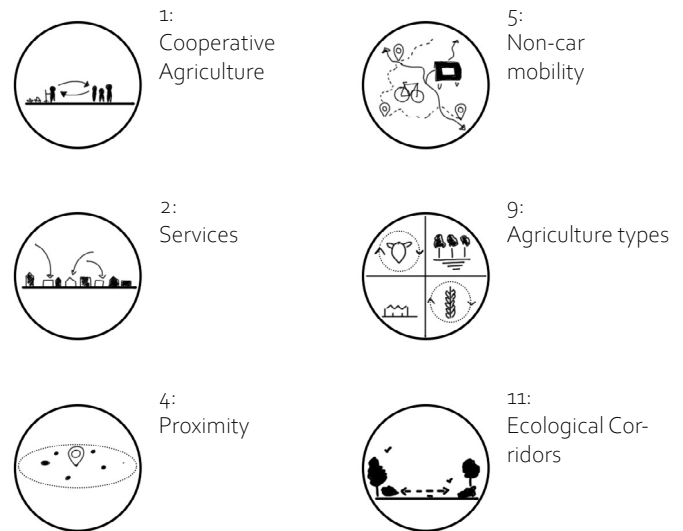 1:
Cooperative
Agriculture
2:
Services
4:
Proximity
5:
Non-car
mobility
9:
Agriculture types
11:
Ecological Cor-
ridors